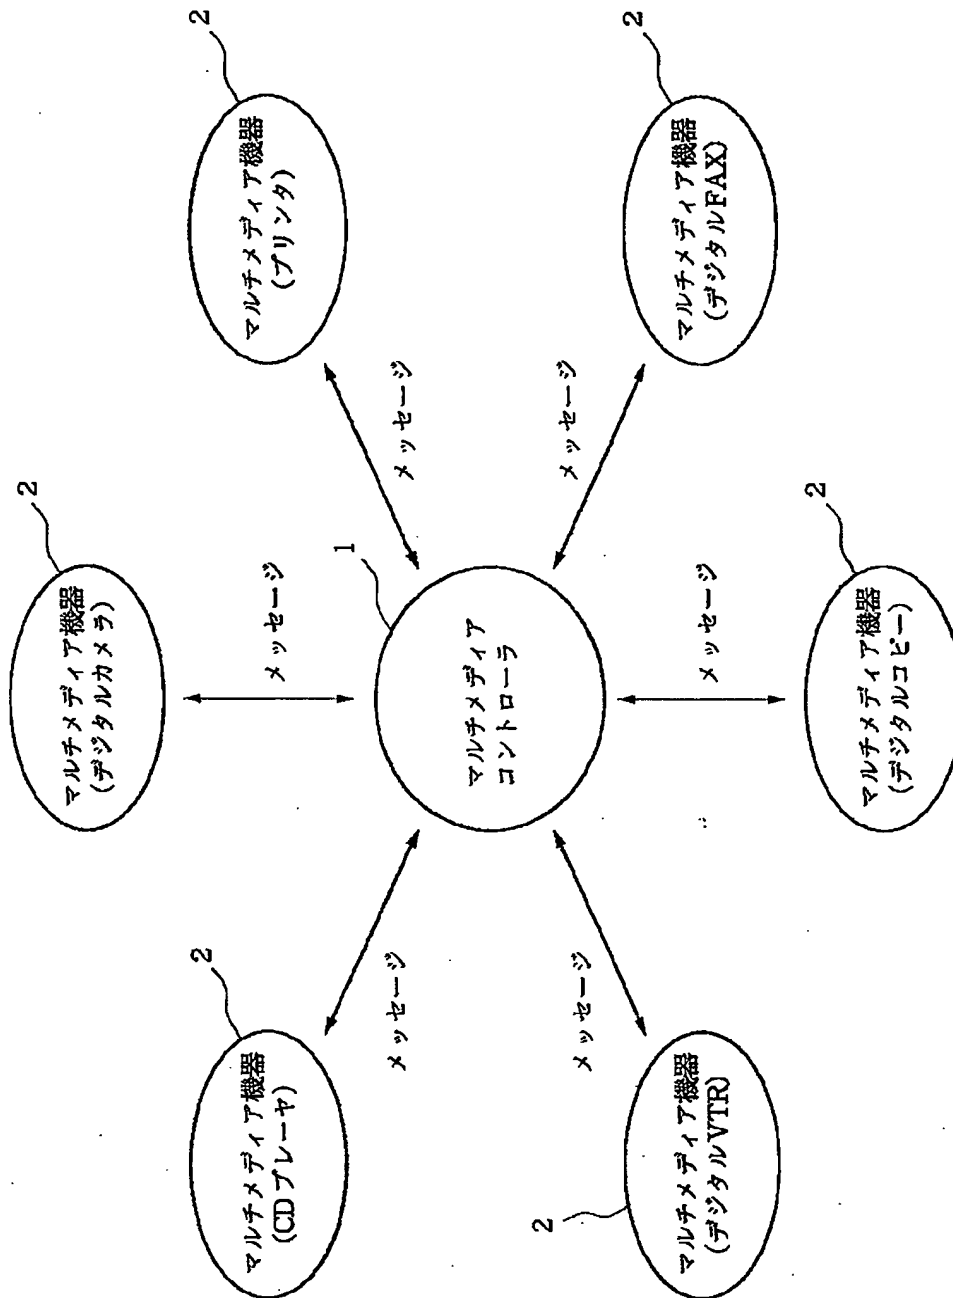 2
マルチメディア機器
(デジタルカメラ)
2
2
マルチメディア機器
(CDプレーヤ)
マルチメディア機器
(プリンタ)
メッセージ
1
メッセージ
メッセージ
マルチメディア
コントローラ
2
2
メッセージ
メッセージ
マルチメディア機器
(デジタルVTR)
マルチメディア機器
(デジタルFAX)
メッセージ
2
マルチメディア機器
(デジタルコピー)